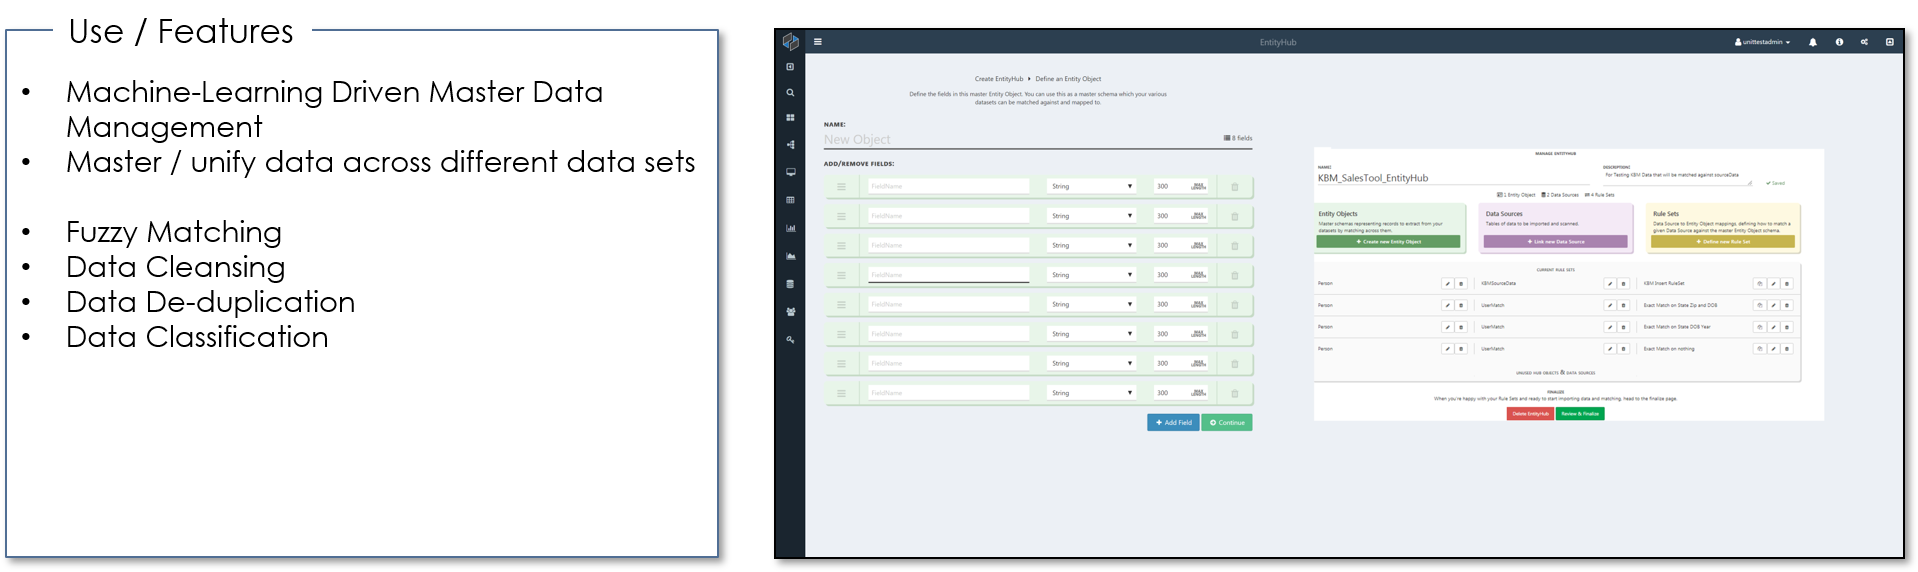 Use / Features
• Machine-Learning Driven Master Data
Management
• Master / unify data across different data sets
• Fuzzy Matching
• Data Cleansing
• Data De-duplication
• Data Classification
EntityHub
unittestadmin
Create EntityHub ▸ Define an Entity Object
Define the fields in this master Entity Object. You can use this as a master schema which your various
datasets can be matched against and mapped to.
NAME:
New Object
8 fields
ADD/REMOVE FIELDS:
FieldName String 300 MAX LENGTH
FieldName String 300 MAX LENGTH
FieldName String 300 MAX LENGTH
FieldName String 300 MAX LENGTH
FieldName String 300 MAX LENGTH
FieldName String 300 MAX LENGTH
FieldName String 300 MAX LENGTH
FieldName String 300 MAX LENGTH
+ Add Field Continue
MANAGE ENTITYHUB
NAME:
KBM_SalesTool_EntityHub
DESCRIPTION:
For Testing KBM Data that will be matched against sourceData
Saved
1 Entity Object 2 Data Sources 4 Rule Sets
Entity Objects
Master schemas representing records to extract from your
datasets by matching across them.
+ Create new Entity Object
Data Sources
Tables of data to be imported and scanned.
+ Link new Data Source
Rule Sets
Data Source to Entity Object mappings, defining how to match a
given Data Source against the master Entity Object schema.
+ Define new Rule Set
CURRENT RULE SETS
Person KBMSourceData KBM Insert RuleSet
Person UserMatch Exact Match on State Zip and DOB
Person UserMatch Exact Match on State DOB Year
Person UserMatch Exact Match on nothing
UNUSED HUB OBJECTS & DATA SOURCES
FINALIZE
When you're happy with your Rule Sets and ready to start importing data and matching, head to the finalize page.
Delete EntityHub Review & Finalize